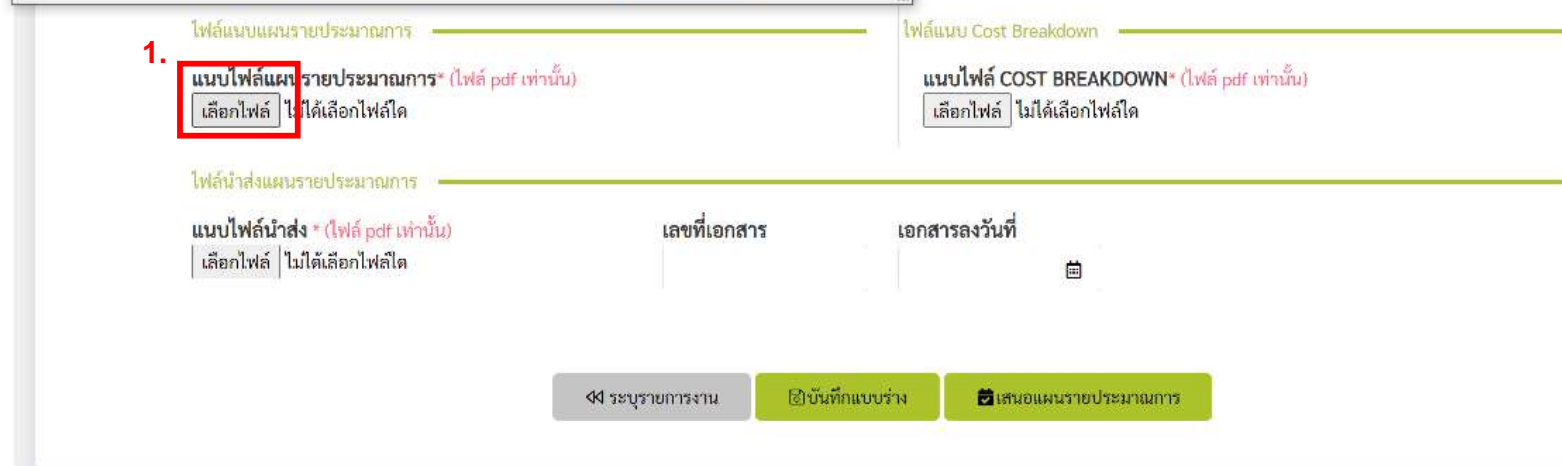 ไฟล์แนบแผนรายประมาณการ
ไฟล์แนบ Cost Breakdown
1.
แนบไฟล์แผนรายประมาณการ* (ไฟล์ pdf เท่านั้น)
แนบไฟล์ COST BREAKDOWN* (ไฟล์ pdf เท่านั้น)
เลือกไฟล์ ไม่ได้เลือกไฟล์ใด
เลือกไฟล์ ไม่ได้เลือกไฟล์ใด
ไฟล์นำส่งแผนรายประมาณการ
แนบไฟล์นำส่ง * (ไฟล์ pdf เท่านั้น)
เลขที่เอกสาร
เอกสารลงวันที่
เลือกไฟล์ ไม่ได้เลือกไฟล์ใด
ระบุรายการงาน
บันทึกแบบร่าง
เสนอแผนรายประมาณการ